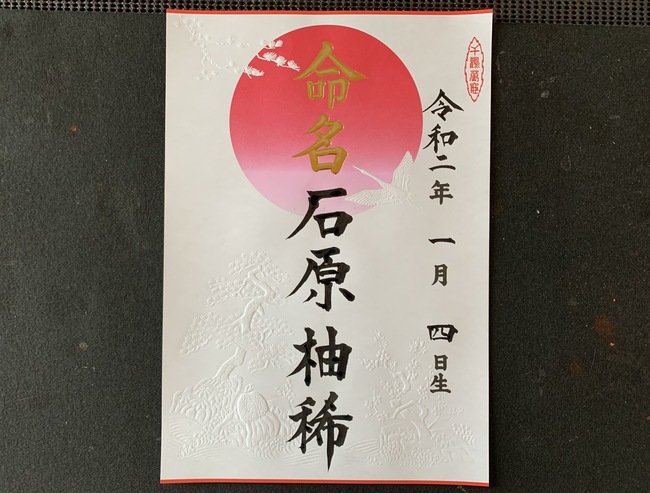 令和二年 一月 四日生
命名 石原柚稀